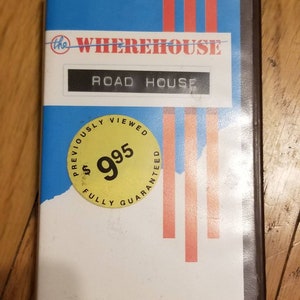 the WHEREHOUSE
ROAD HOUSE
PREVIOUSLY VIEWED
$9.95
FULLY GUARANTEED